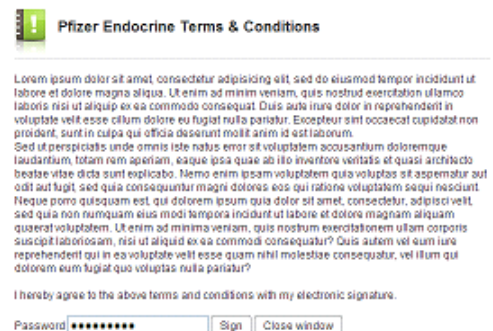 Pfizer Endocrine Terms & Conditions
Lorem ipsum dolor sit amet, consectetur adipisicing elit, sed do eiusmod tempor incididunt ut
labore et dolore magna aliqua. Ut enim ad minim veniam, quis nostrud exercitation ullamco
laboris nisi ut aliquip ex ea commodo consequat. Duis aute irure dolor in reprehenderit in
voluptate velit esse cillum dolore eu fugiat nulla pariatur. Excepteur sint occaecat cupidatat non
proident, sunt in culpa qui officia deserunt mollit anim id est laborum.
Sed ut perspiciatis unde omnis iste natus error sit voluptatem accusantium doloremque
laudantium, totam rem aperiam, eaque ipsa quae ab illo inventore veritatis et quasi architecto
beatae vitae dicta sunt explicabo. Nemo enim ipsam voluptatem quia voluptas sit aspernatur aut
odit aut fugit, sed quia consequuntur magni dolores eos qui ratione voluptatem sequi nesciunt.
Neque porro quisquam est, qui dolorem ipsum quia dolor sit amet, consectetur, adipisci velit,
sed quia non numquam eius modi tempora incidunt ut labore et dolore magnam aliquam
quaerat voluptatem. Ut enim ad minima veniam, quis nostrum exercitationem ullam corporis
suscipit laboriosam, nisi ut aliquid ex ea commodi consequatur? Quis autem vel eum iure
reprehenderit qui in ea voluptate velit esse quam nihil molestiae consequatur, vel illum qui
dolorem eum fugiat quo voluptas nulla pariatur?
I hereby agree to the above terms and conditions with my electronic signature.
Password ●●●●●●●●● Sign Close window